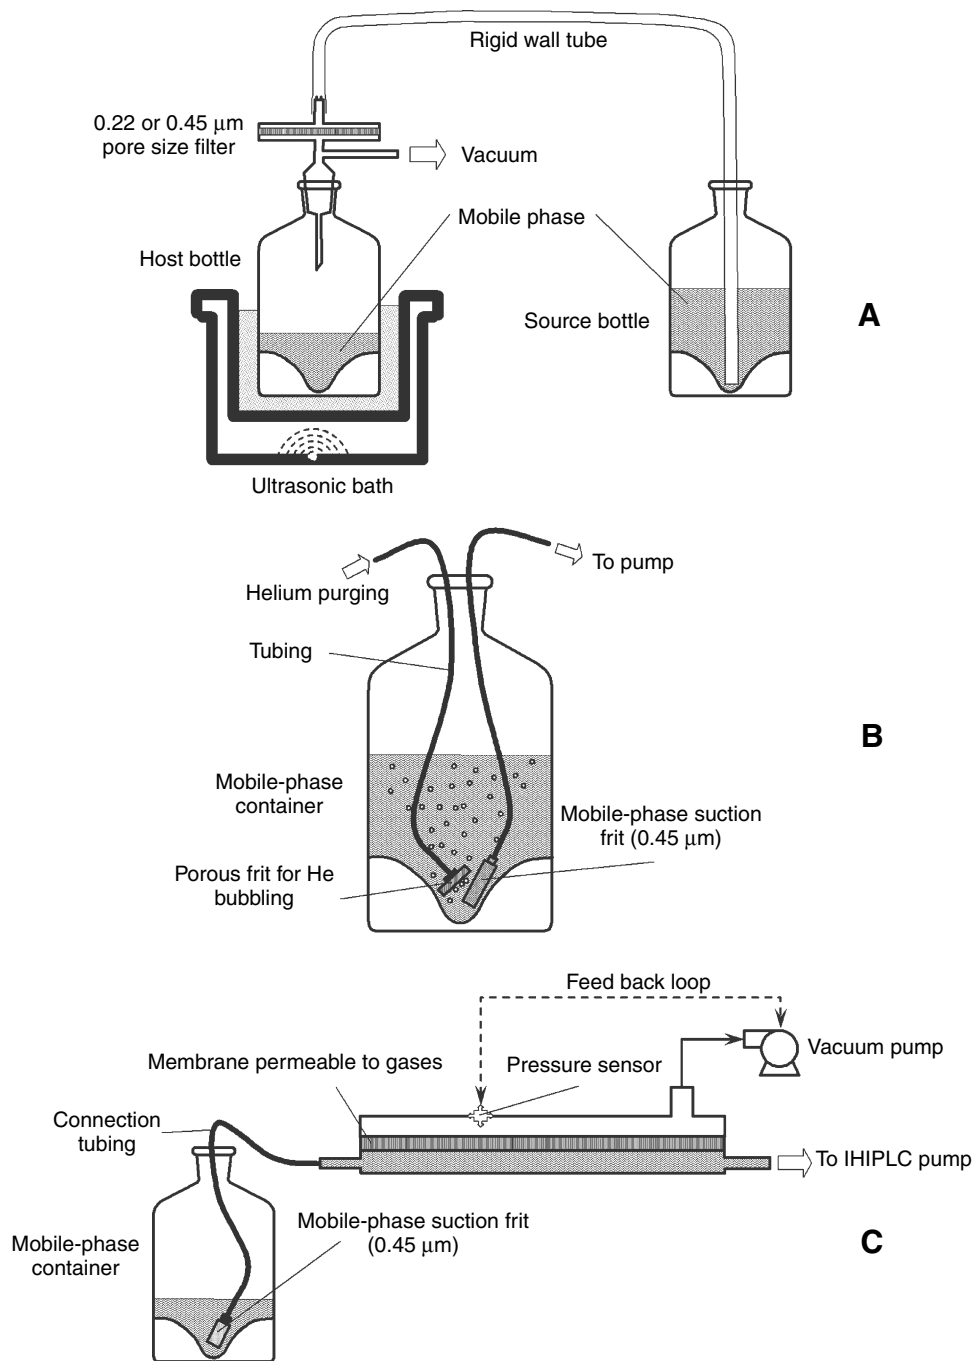 Rigid wall tube
0.22 or 0.45 μm
pore size filter
Vacuum
Mobile phase
Host bottle
Source bottle
A
Ultrasonic bath
To pump
Helium purging
Tubing
B
Mobile-phase
container
Mobile-phase suction
frit (0.45 μm)
Porous frit for He
bubbling
Feed back loop
Vacuum pump
Membrane permeable to gases
Pressure sensor
Connection
tubing
To IHIPLC pump
Mobile-phase suction frit
(0.45 μm)
Mobile-phase
container
C